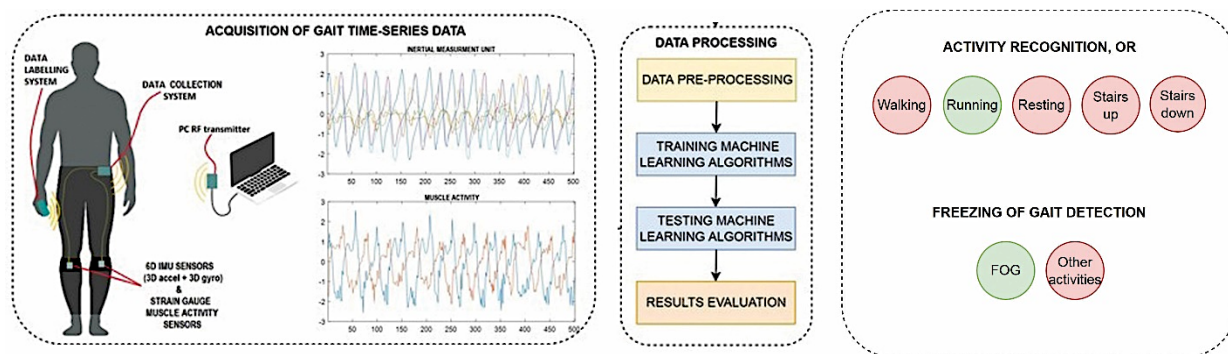 ACQUISITION OF GAIT TIME-SERIES DATA
DATA
LABELLING
SYSTEM
DATA COLLECTION
SYSTEM
PC RF transmitter
6D IMU SENSORS
(3D accel + 3D gyro)
&
STRAIN GAUGE
MUSCLE ACTIVITY
SENSORS
INERTIAL MEASURMENT UNIT
3
2
1
0
-1
-2
-3
50 100 150 200 250 300 350 400 450 500
MUSCLE ACTIVITY
3
2
1
0
-1
-2
-3
50 100 150 200 250 300 350 400 450 500
DATA PROCESSING
DATA PRE-PROCESSING
TRAINING MACHINE
LEARNING ALGORITHMS
TESTING MACHINE
LEARNING ALGORITHMS
RESULTS EVALUATION
ACTIVITY RECOGNITION, OR
Walking
Running
Resting
Stairs
up
Stairs
down
FREEZING OF GAIT DETECTION
FOG
Other
activities